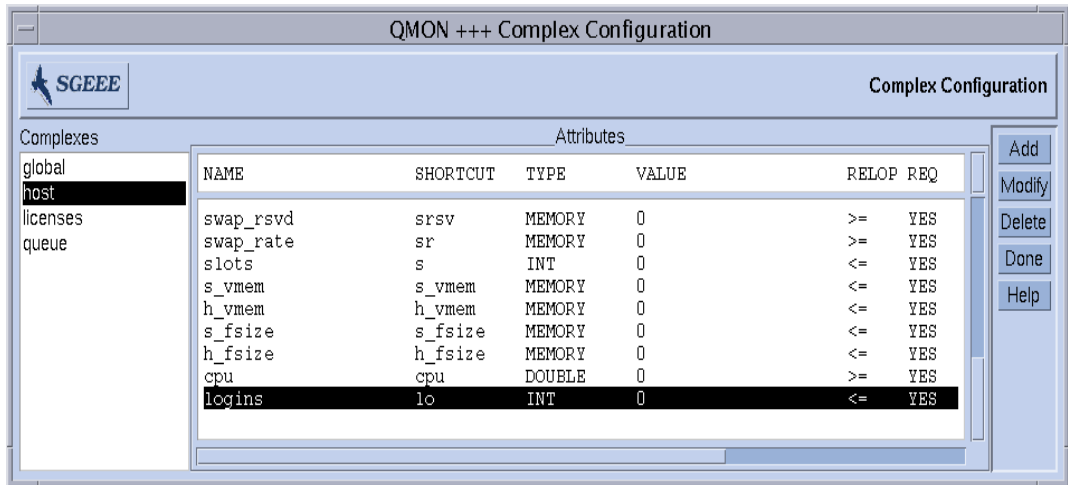 QMON +++ Complex Configuration
SGEEE
Complex Configuration
Complexes
global
host
licenses
queue
Attributes
NAME SHORTCUT TYPE VALUE RELOP REQ
swap_rsvd srsv MEMORY 0 >= YES
swap_rate sr MEMORY 0 >= YES
slots s INT 0 <= YES
s_vmem s_vmem MEMORY 0 <= YES
h_vmem h_vmem MEMORY 0 <= YES
s_fsize s_fsize MEMORY 0 <= YES
h_fsize h_fsize MEMORY 0 <= YES
cpu cpu DOUBLE 0 >= YES
logins lo INT 0 <= YES
Add
Modify
Delete
Done
Help